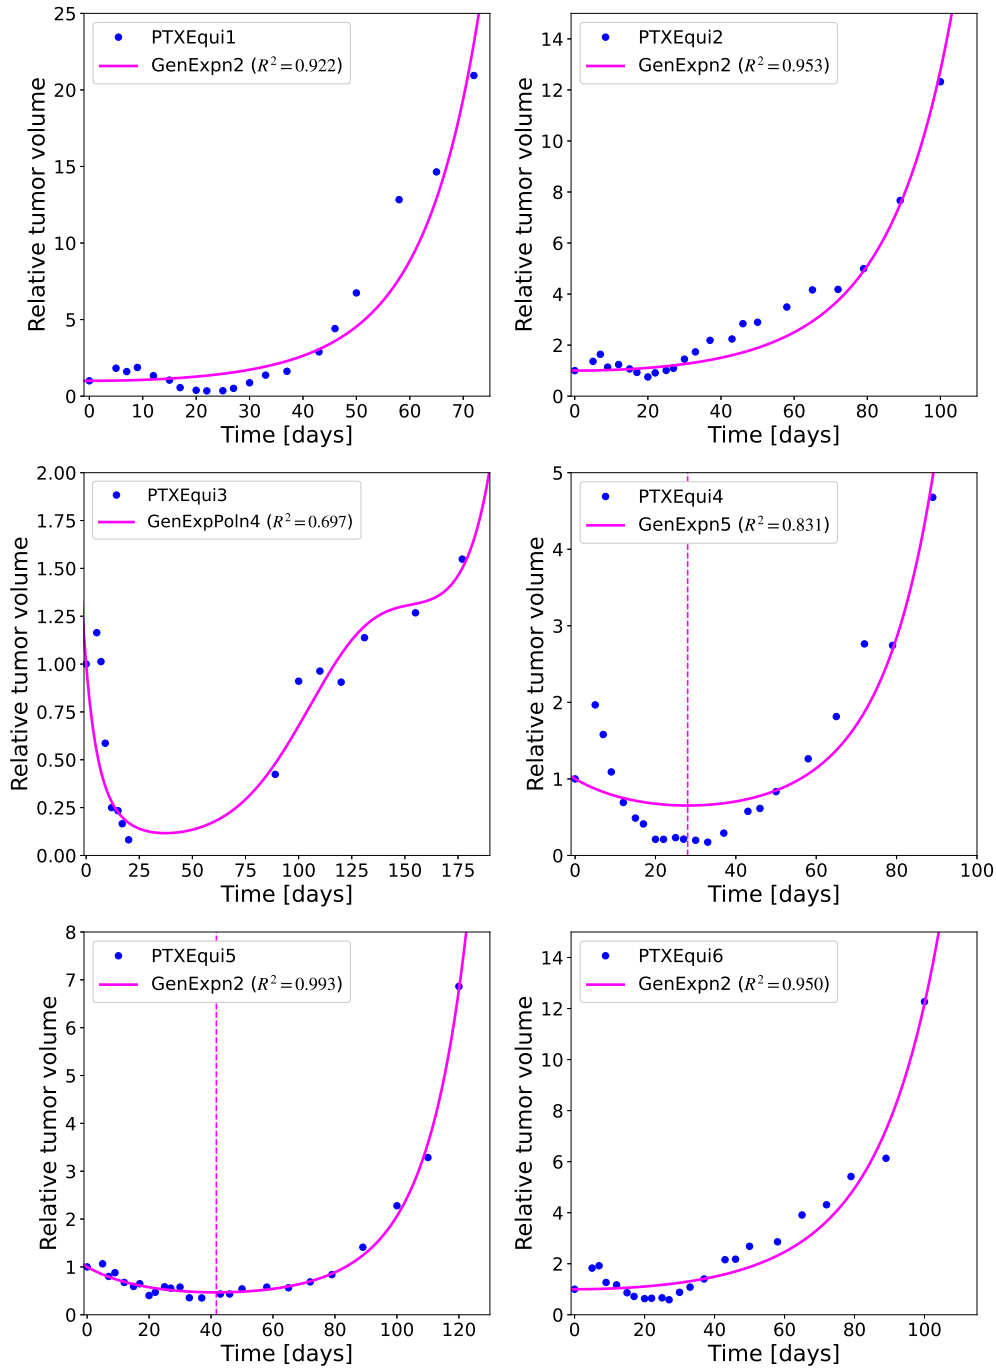 PTXEqui1
GenExpn2 (R² = 0.922)
25
20
15
10
5
0
Relative tumor volume
0 10 20 30 40 50 60 70
Time [days]
PTXEqui2
GenExpn2 (R² = 0.953)
14
12
10
8
6
4
2
0
Relative tumor volume
0 20 40 60 80 100
Time [days]
PTXEqui3
GenExpPoln4 (R² = 0.697)
2.00
1.75
1.50
1.25
1.00
0.75
0.50
0.25
0.00
Relative tumor volume
0 25 50 75 100 125 150 175
Time [days]
PTXEqui4
GenExpn5 (R² = 0.831)
5
4
3
2
1
0
Relative tumor volume
0 20 40 60 80 100
Time [days]
PTXEqui5
GenExpn2 (R² = 0.993)
8
7
6
5
4
3
2
1
0
Relative tumor volume
0 20 40 60 80 100 120
Time [days]
PTXEqui6
GenExpn2 (R² = 0.950)
14
12
10
8
6
4
2
0
Relative tumor volume
0 20 40 60 80 100
Time [days]